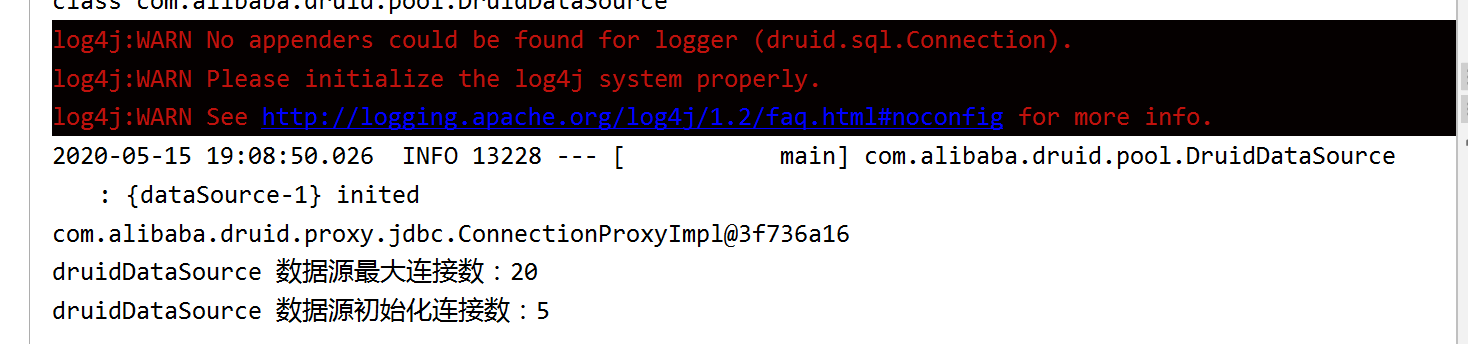 class com.alibaba.druid.pool.DruidDataSource
log4j:WARN No appenders could be found for logger (druid.sql.Connection).
log4j:WARN Please initialize the log4j system properly.
log4j:WARN See http://logging.apache.org/log4j/1.2/faq.html#noconfig for more info.
2020-05-15 19:08:50.026  INFO 13228 --- [           main] com.alibaba.druid.pool.DruidDataSource
   : {dataSource-1} inited
com.alibaba.druid.proxy.jdbc.ConnectionProxyImpl@3f736a16
druidDataSource 数据源最大连接数：20
druidDataSource 数据源初始化连接数：5